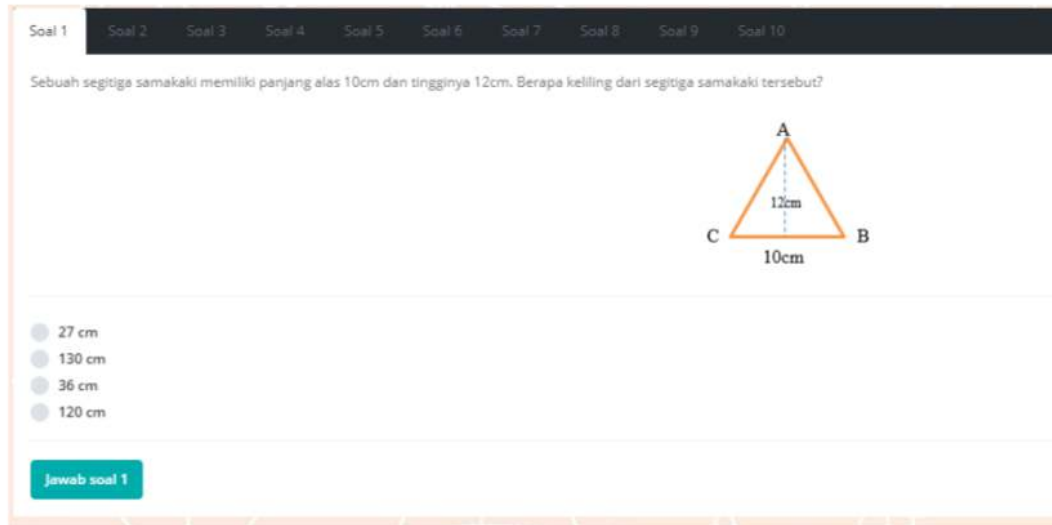 Soal 1 Soal 2 Soal 3 Soal 4 Soal 5 Soal 6 Soal 7 Soal 8 Soal 9 Soal 10
Sebuah segitiga samakaki memiliki panjang alas 10cm dan tingginya 12cm. Berapa keliling dari segitiga samakaki tersebut?
A
12cm
C B
10cm
27 cm
130 cm
36 cm
120 cm
Jawab soal 1